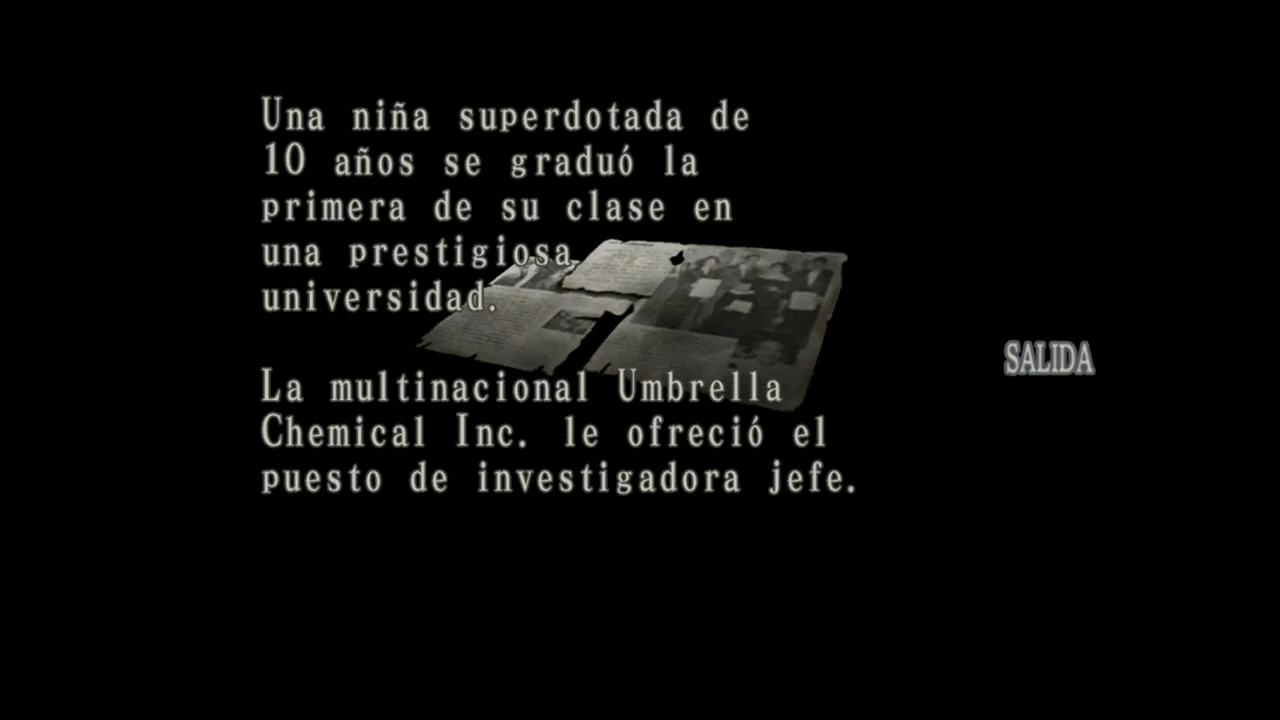 Una niña superdotada de
10 años se graduó la
primera de su clase en
una prestigiosa
universidad.
La multinacional Umbrella
Chemical Inc. le ofreció el
puesto de investigadora jefe.
SALIDA